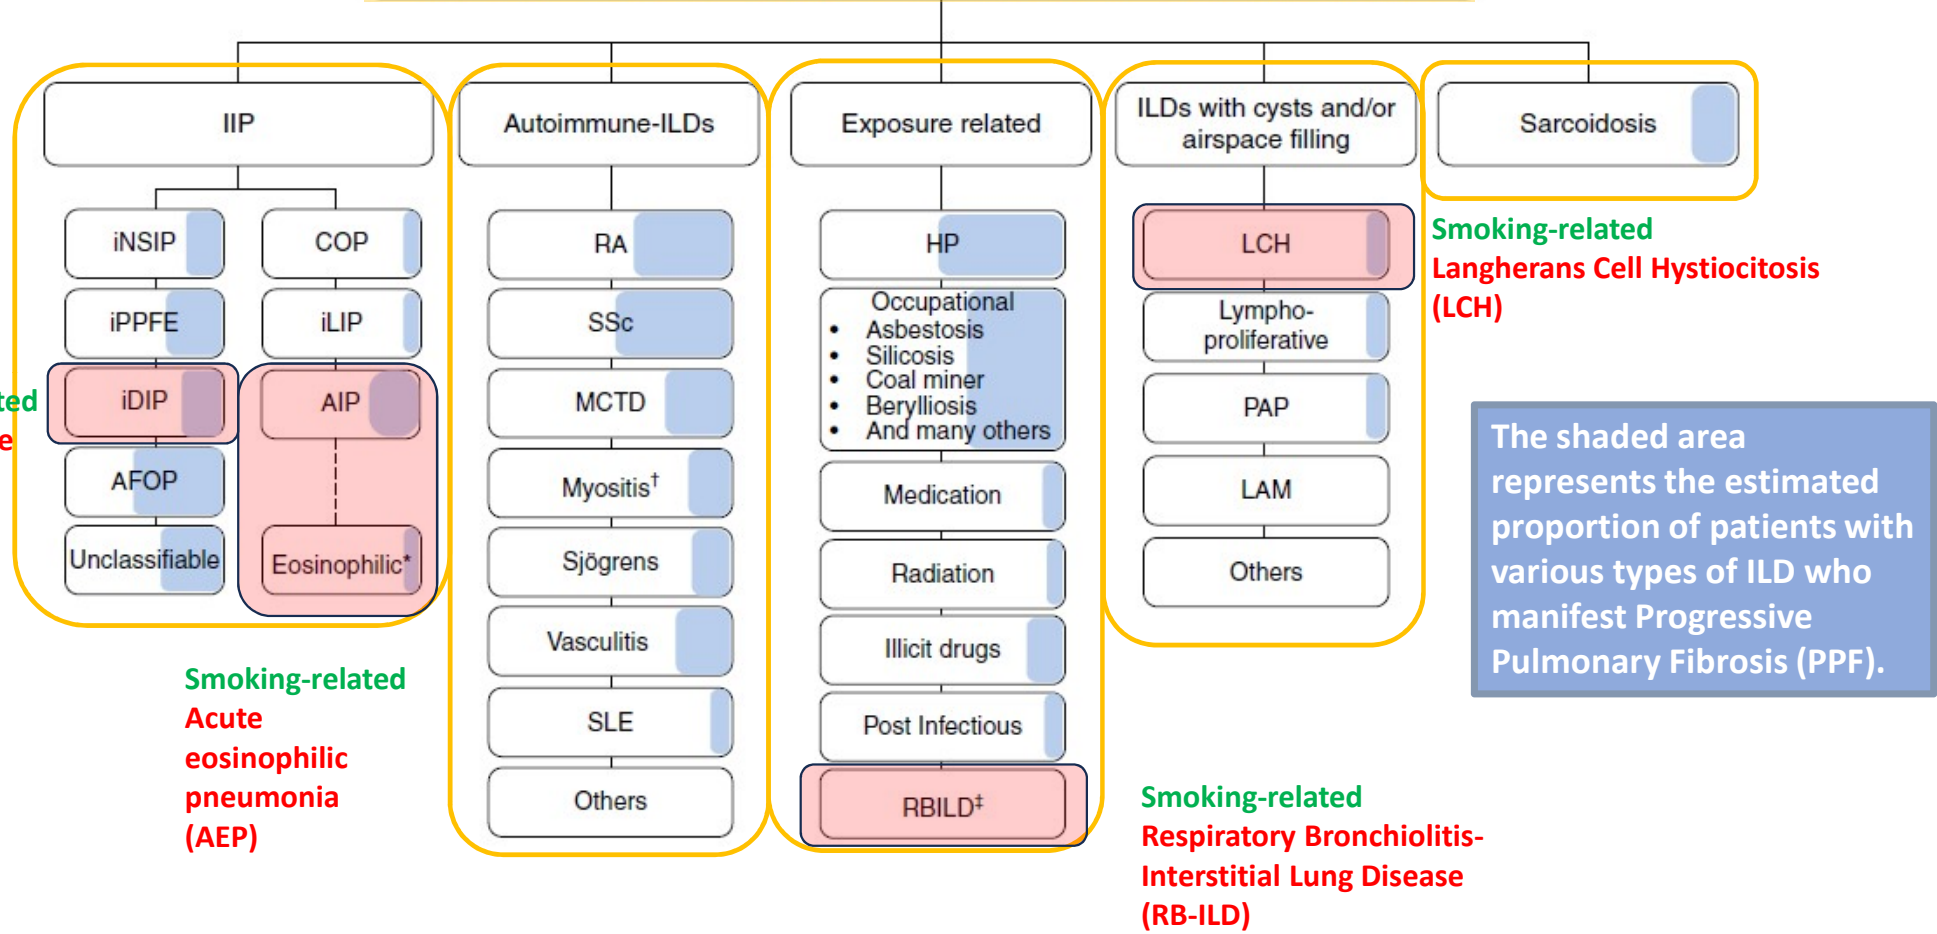 IIP
Autoimmune-ILDs
Exposure related
ILDs with cysts and/or
airspace filling
Sarcoidosis
iNSIP
COP
iPPFE
iLIP
iDIP
AIP
AFOP
Unclassifiable
Eosinophilic*
RA
SSc
MCTD
Myositis†
Sjögrens
Vasculitis
SLE
Others
HP
Occupational
• Asbestosis
• Silicosis
• Coal miner
• Berylliosis
• And many others
Medication
Radiation
Illicit drugs
Post Infectious
RBILD‡
LCH
Lympho-
proliferative
PAP
LAM
Others
Smoking-related
Langherans Cell Hystiocitosis
(LCH)
The shaded area
represents the estimated
proportion of patients with
various types of ILD who
manifest Progressive
Pulmonary Fibrosis (PPF).
Smoking-related
Acute
eosinophilic
pneumonia
(AEP)
Smoking-related
Respiratory Bronchiolitis-
Interstitial Lung Disease
(RB-ILD)